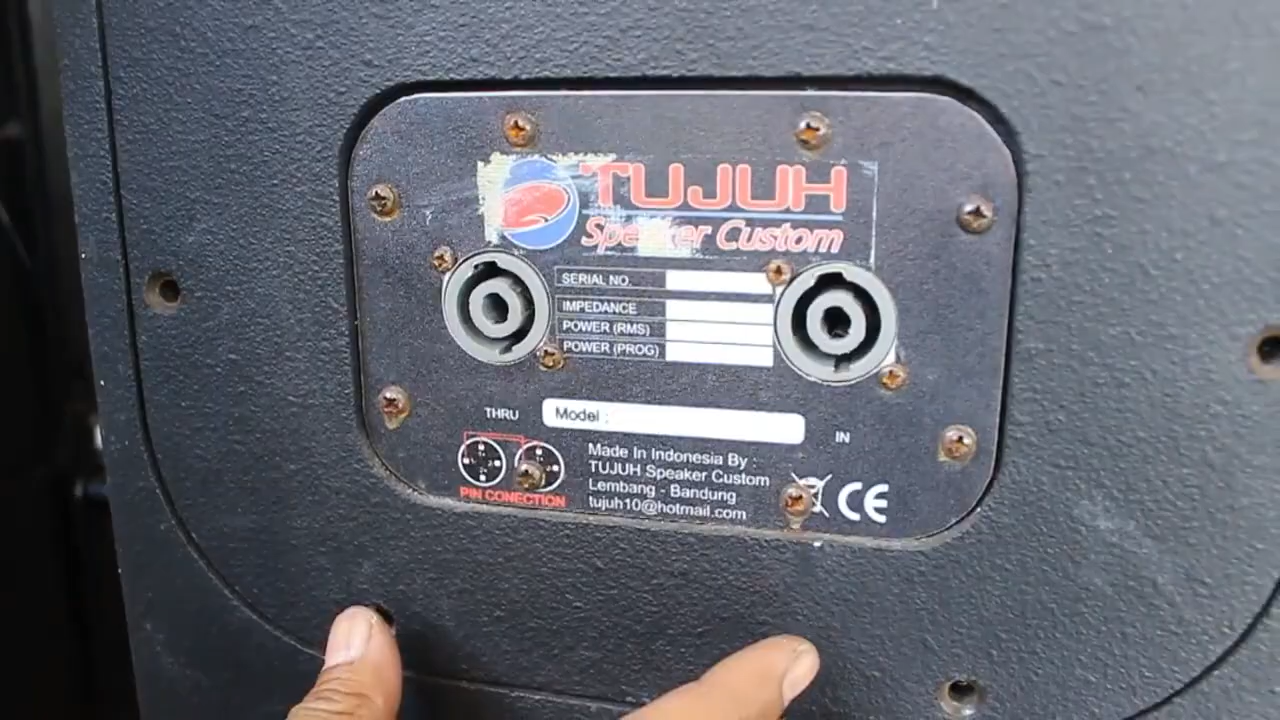 TUJUH
Speaker Custom
SERIAL NO.
IMPEDANCE
POWER (RMS)
POWER (PROG)
THRU
Model :
IN
PIN CONECTION
Made In Indonesia By :
TUJUH Speaker Custom
Lembang - Bandung
tujuh10@hotmail.com
CE